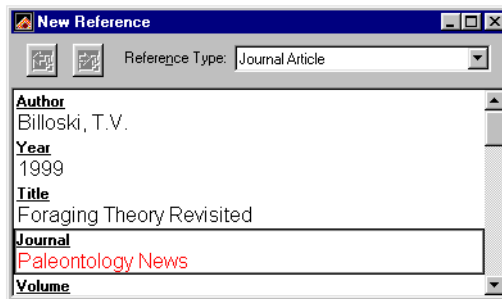 New Reference
Reference Type: Journal Article
Author
Billoski, T.V.
Year
1999
Title
Foraging Theory Revisited
Journal
Paleontology News
Volume